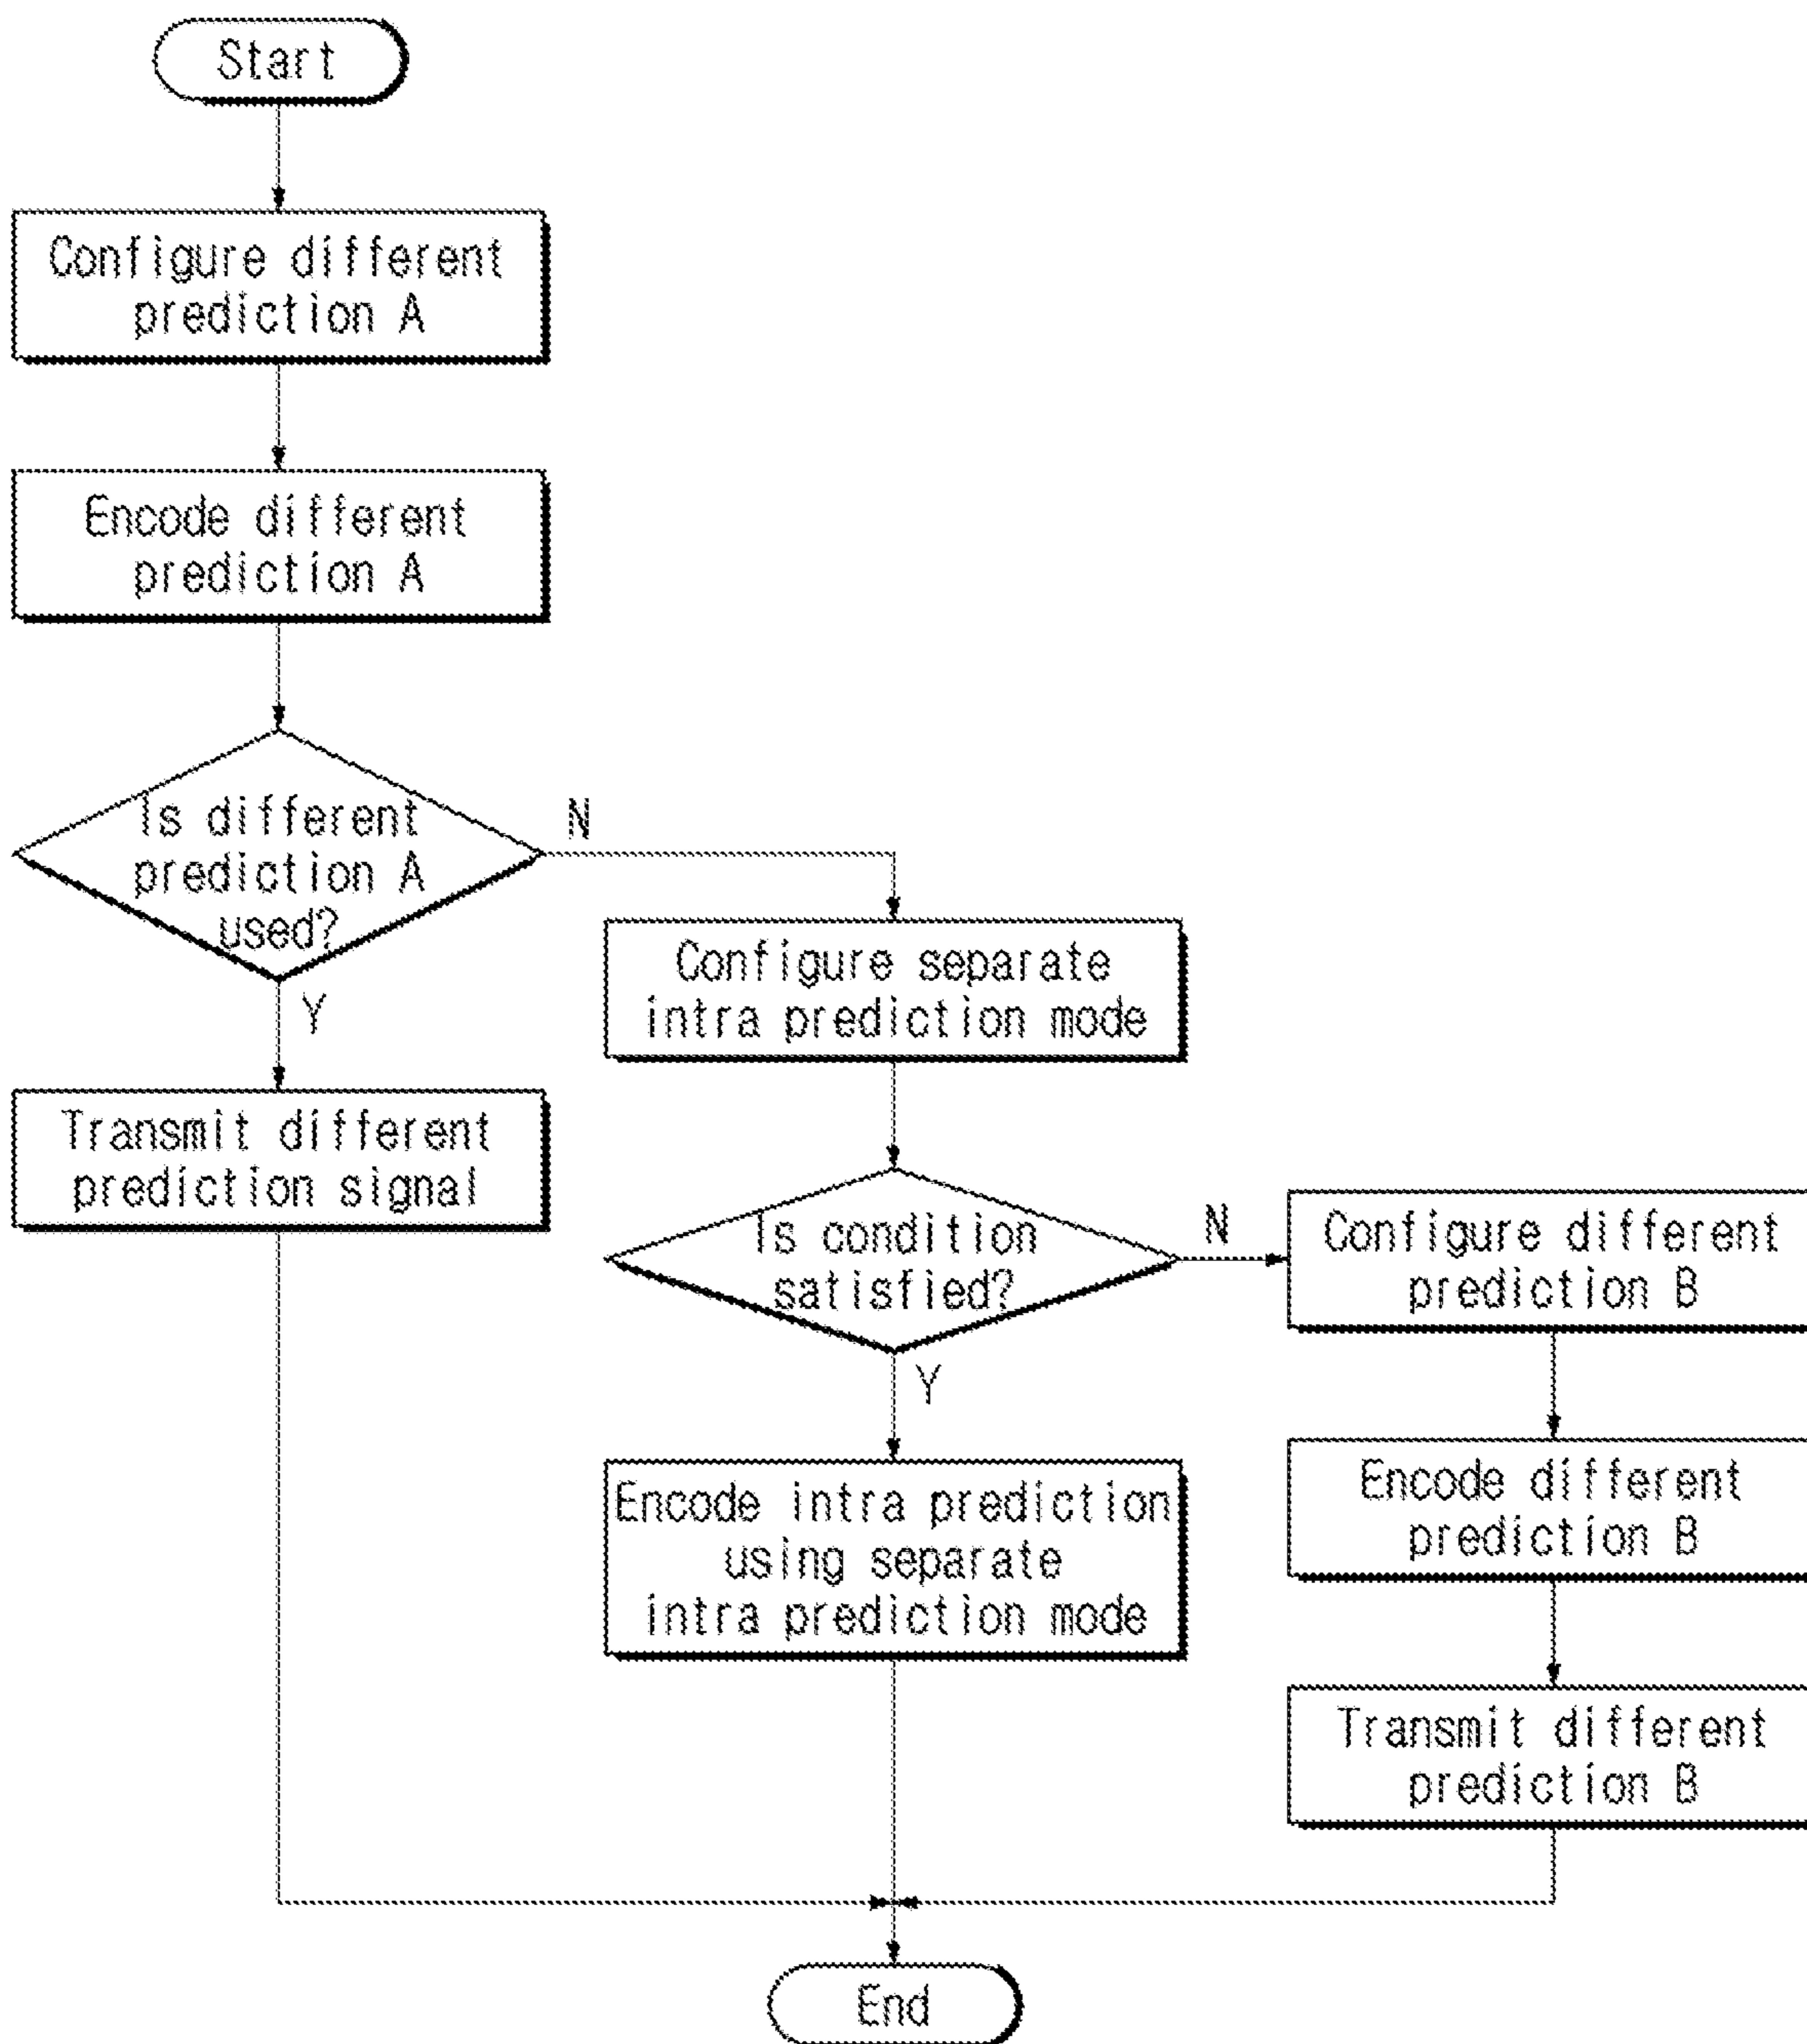 Start
Configure different
prediction A
Encode different
prediction A
Is different
prediction A
used?
N
Y
Transmit different
prediction signal
Configure separate
intra prediction mode
Is condition
satisfied?
N
Y
Encode intra prediction
using separate
intra prediction mode
Configure different
prediction B
Encode different
prediction B
Transmit different
prediction B
End